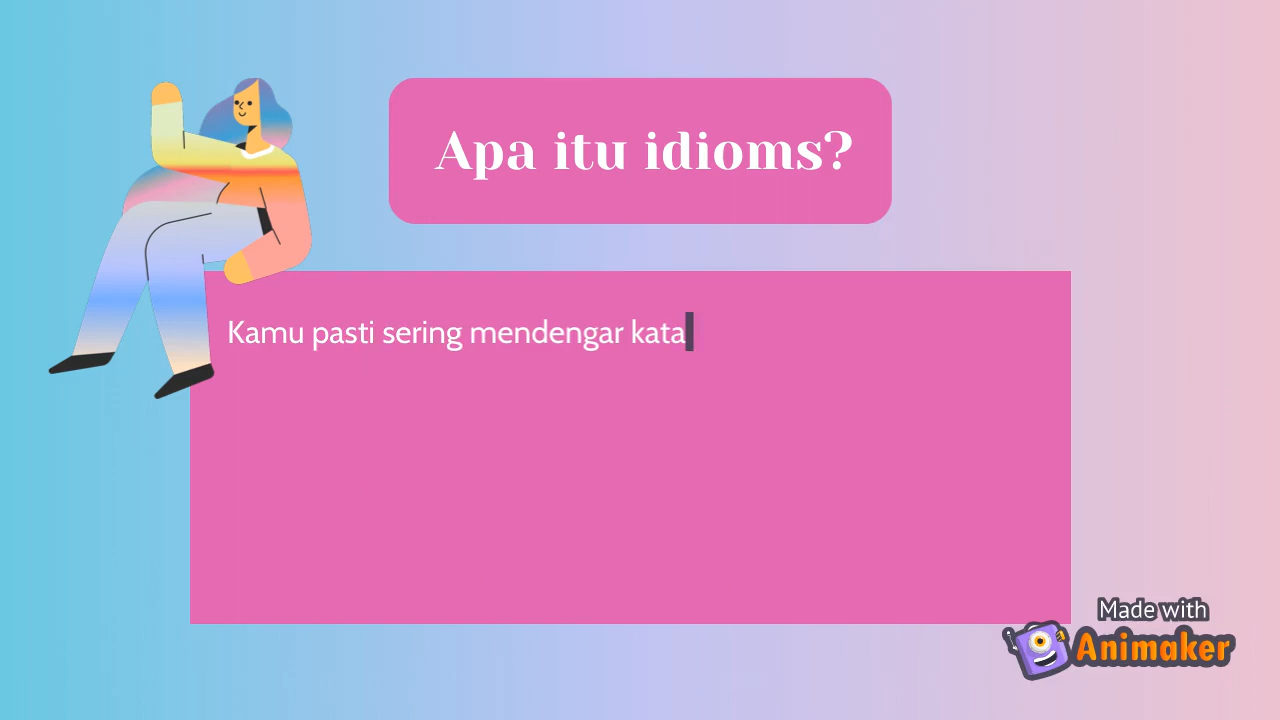 Apa itu idioms?
Kamu pasti sering mendengar kata
Made with
Animaker